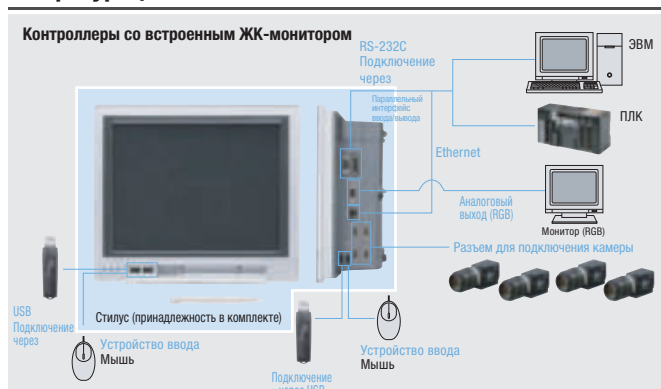 Контроллеры со встроенным ЖК-монитором
RS-232C
Подключение
через
Параллельный
интерфейс
ввода/вывода
ЭВМ
ПЛК
Ethernet
Аналоговый
выход (RGB)
Монитор (RGB)
Разъем для подключения камеры
USB
Подключение
через
Стилус (принадлежность в комплекте)
Устройство ввода
Мышь
Устройство ввода
Мышь
Подключение
через USB